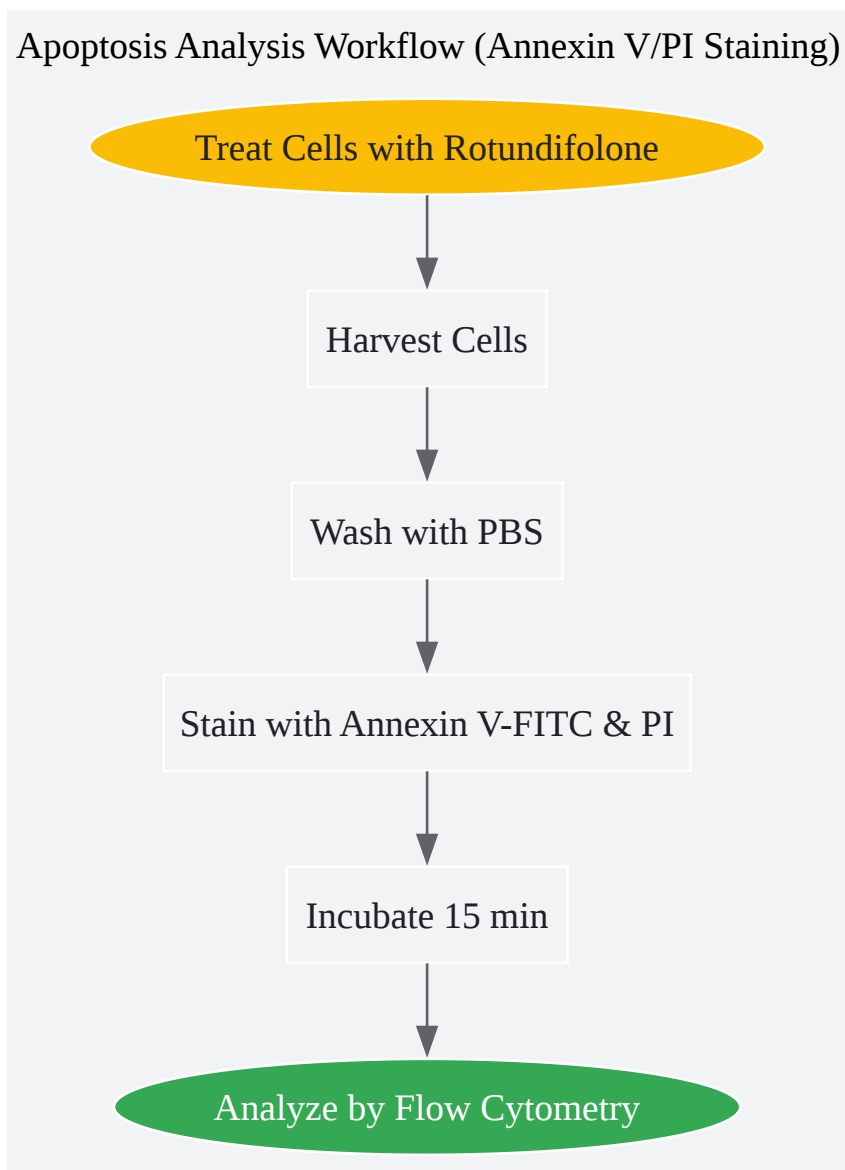 Apoptosis Analysis Workflow (Annexin V/PI Staining)
Treat Cells with Rotundifolone
Harvest Cells
Wash with PBS
Stain with Annexin V-FITC & PI
Incubate 15 min
Analyze by Flow Cytometry